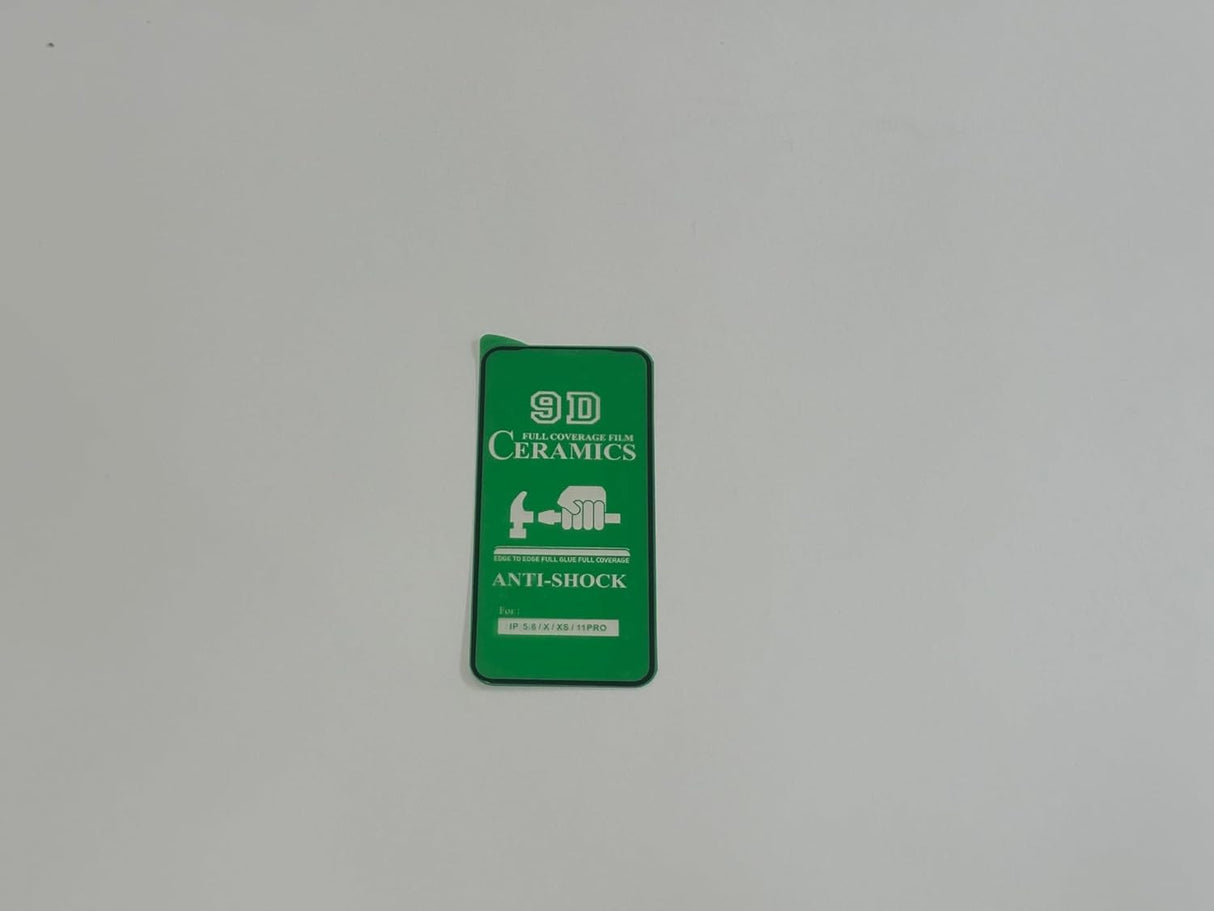 9D
FULL COVERAGE FILM
CERAMICS
EDGE TO EDGE FULL GLUE FULL COVERAGE
ANTI-SHOCK
For :
IP 5.8 / X / XS / 11PRO